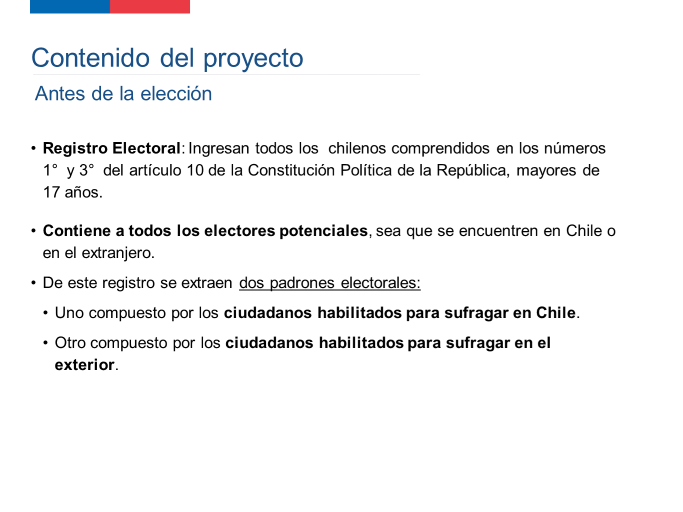 Contenido del proyecto
Antes de la elección
• Registro Electoral: Ingresan todos los chilenos comprendidos en los números
1° y 3° del artículo 10 de la Constitución Política de la República, mayores de
17 años.
• Contiene a todos los electores potenciales, sea que se encuentren en Chile o
en el extranjero.
• De este registro se extraen dos padrones electorales:
• Uno compuesto por los ciudadanos habilitados para sufragar en Chile.
• Otro compuesto por los ciudadanos habilitados para sufragar en el
exterior.